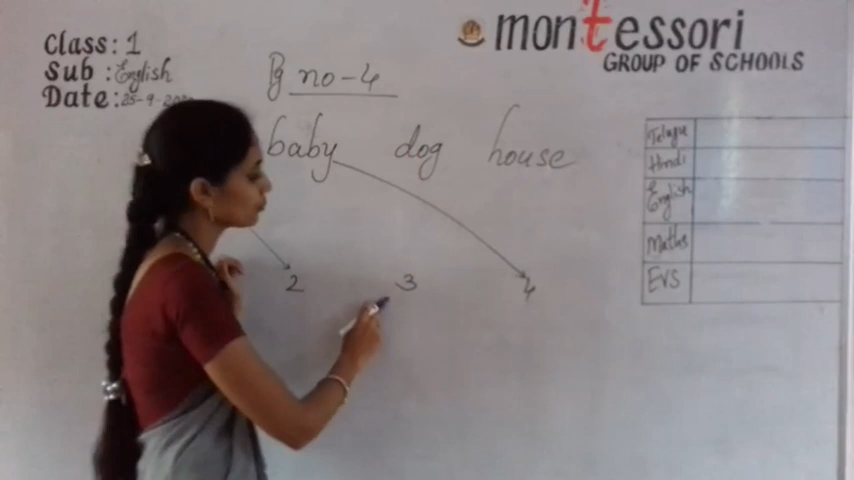 Class: 1
Sub : English
Date: 25-9-20
montessori
GROUP OF SCHOOLS
Pg no - 4
baby dog house
2 3 4
Telugu
Hindi
English
Maths
EVS